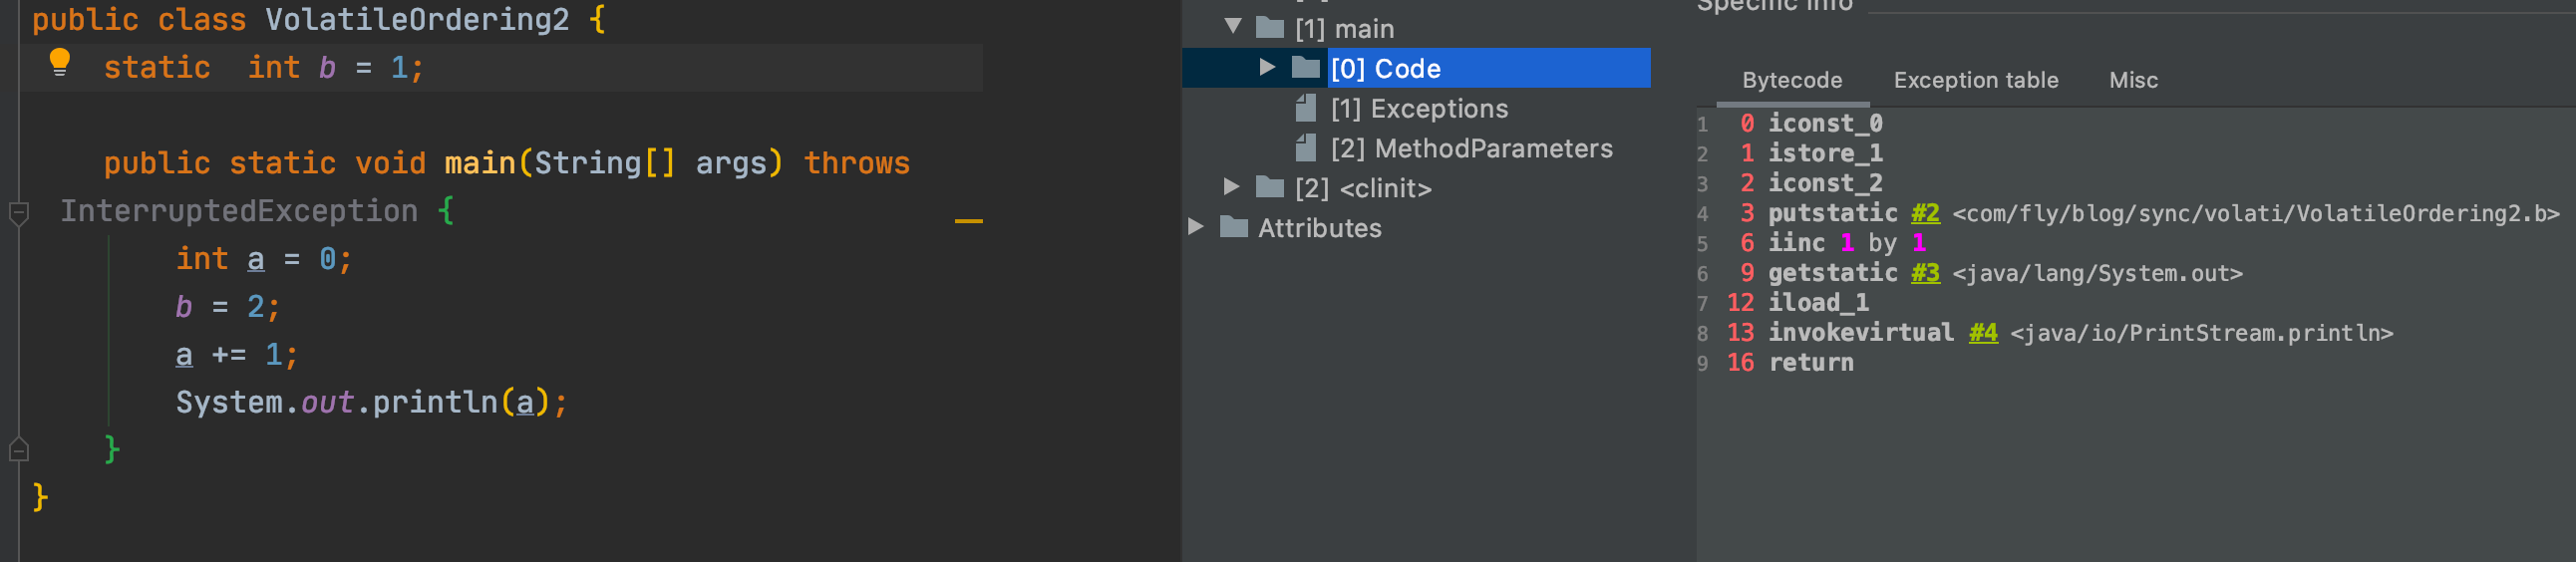 public class VolatileOrdering2 {
static  int b = 1;
public static void main(String[] args) throws
InterruptedException {
int a = 0;
b = 2;
a += 1;
System.out.println(a);
}
}
[1] main
[0] Code
[1] Exceptions
[2] MethodParameters
[2] <clinit>
Attributes
Specific info
Bytecode Exception table Misc
1 0 iconst_0
2 1 istore_1
3 2 iconst_2
4 3 putstatic #2 <com/fly/blog/sync/volati/VolatileOrdering2.b>
5 6 iinc 1 by 1
6 9 getstatic #3 <java/lang/System.out>
7 12 iload_1
8 13 invokevirtual #4 <java/io/PrintStream.println>
9 16 return